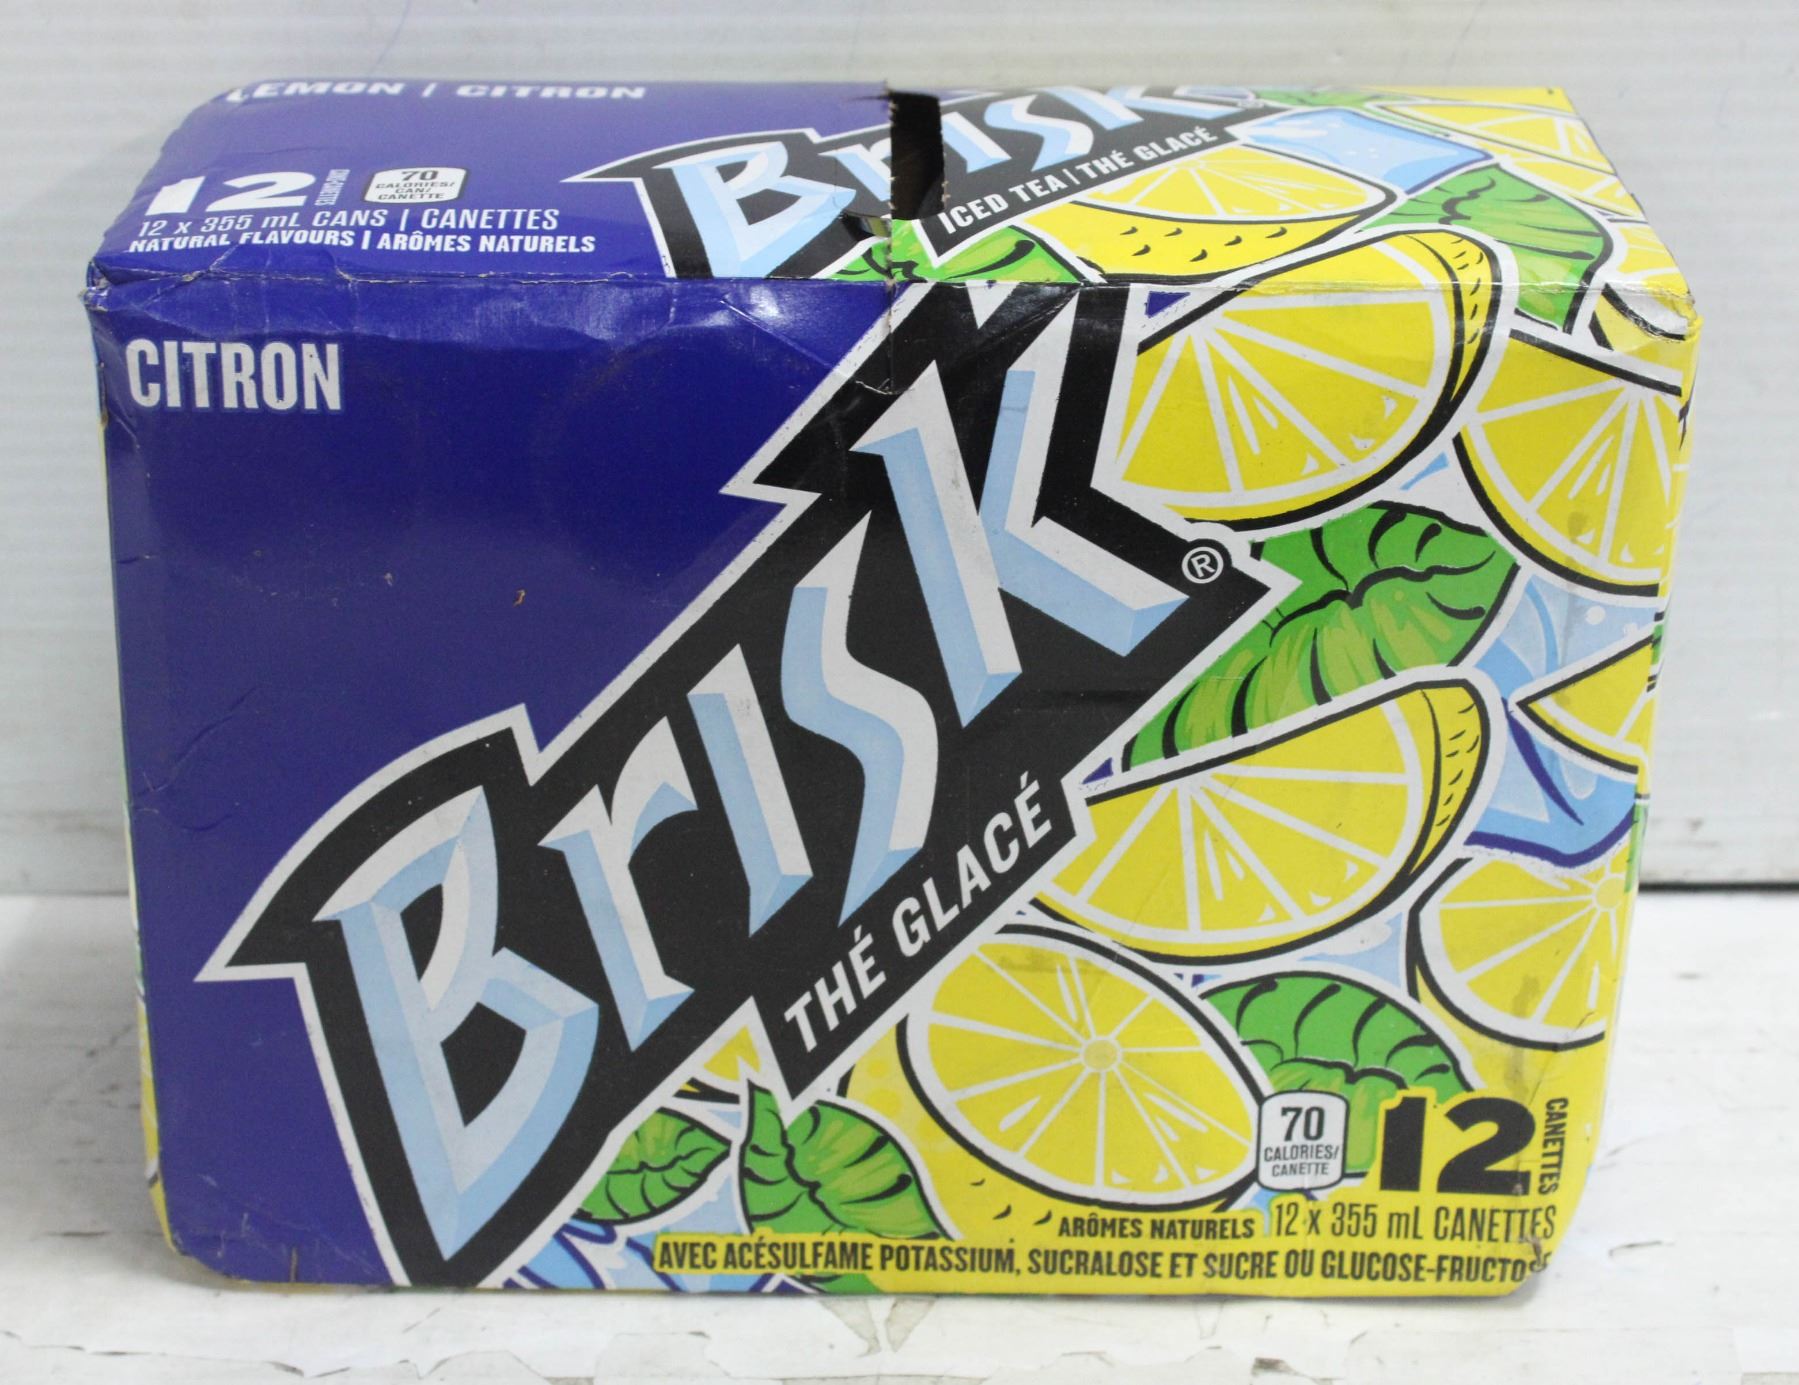 LEMON | CITRON
BrisK
ICED TEA | THÉ GLACÉ
12
70
CALORIES/
CAN/
CANETTE
12 x 355 mL CANS | CANETTES
NATURAL FLAVOURS | ARÔMES NATURELS
CITRON
BrisK®
THÉ GLACÉ
70
CALORIES/
CANETTE
12
CANETTES
ARÔMES NATURELS 12 x 355 mL CANETTES
AVEC ACÉSULFAME POTASSIUM, SUCRALOSE ET SUCRE OU GLUCOSE-FRUCTOSE